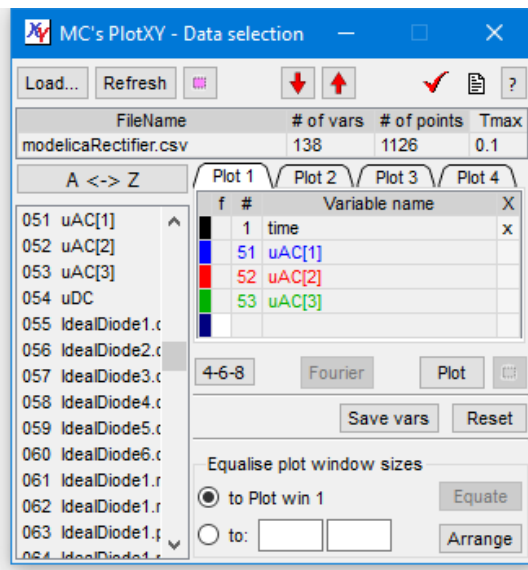 MC's PlotXY - Data selection
Load... Refresh ?
FileName # of vars # of points Tmax
modelicaRectifier.csv 138 1126 0.1
A <-> Z
Plot 1 Plot 2 Plot 3 Plot 4
f # Variable name X
1 time x
51 uAC[1]
52 uAC[2]
53 uAC[3]
051 uAC[1]
052 uAC[2]
053 uAC[3]
054 uDC
055 IdealDiode1.
056 IdealDiode2.
057 IdealDiode3.
058 IdealDiode4.
059 IdealDiode5.
060 IdealDiode6.
061 IdealDiode1.
062 IdealDiode1.
063 IdealDiode1.
064 IdealDiode1.
4-6-8 Fourier Plot
Save vars Reset
Equalise plot window sizes
to Plot win 1 Equate
to: Arrange